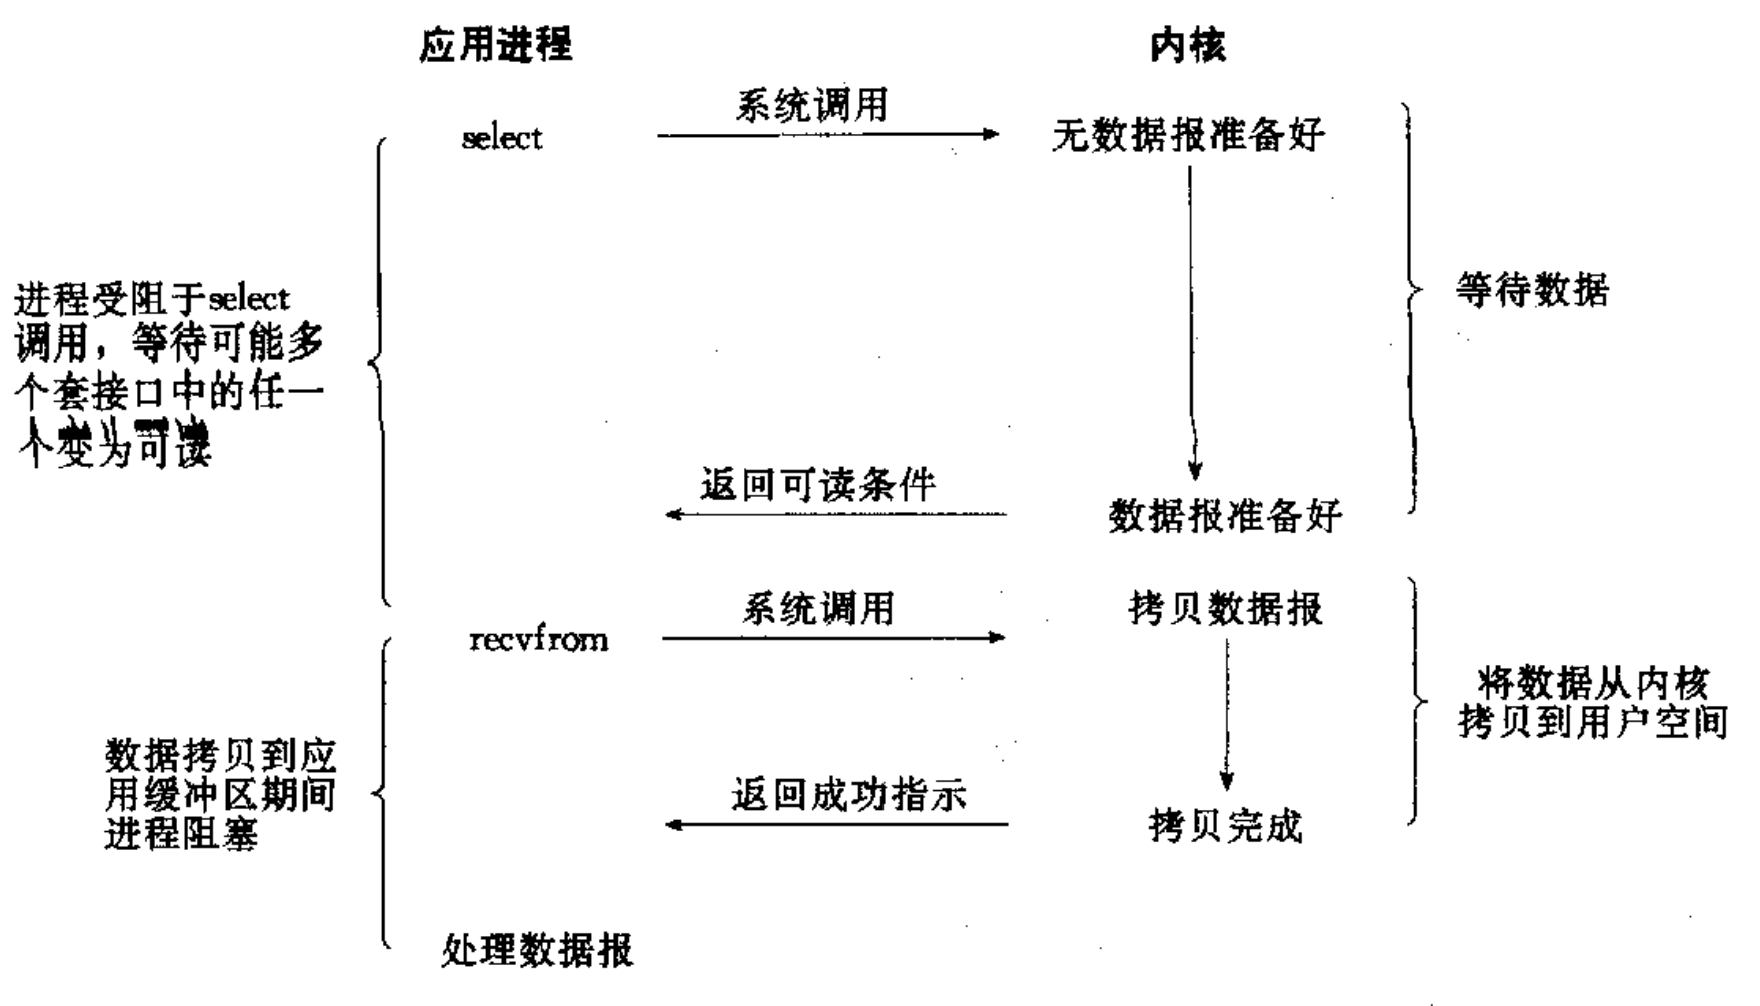 应用进程
内核
系统调用
select
无数据报准备好
进程受阻于select
调用，等待可能多
个套接口中的任一
个变为可读
等待数据
返回可读条件
数据报准备好
系统调用
recvfrom
拷贝数据报
将数据从内核
拷贝到用户空间
数据拷贝到应
用缓冲区期间
进程阻塞
返回成功指示
拷贝完成
处理数据报